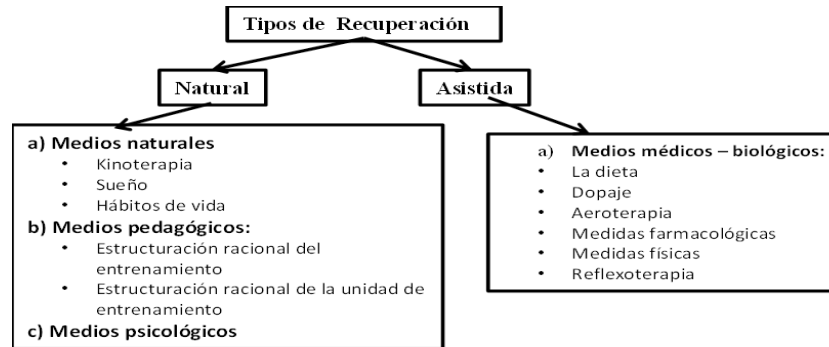 Tipos de Recuperación
Natural
Asistida
a) Medios naturales
• Kinoterapia
• Sueño
• Hábitos de vida
b) Medios pedagógicos:
• Estructuración racional del
entrenamiento
• Estructuración racional de la unidad de
entrenamiento
c) Medios psicológicos
a) Medios médicos – biológicos:
• La dieta
• Dopaje
• Aeroterapia
• Medidas farmacológicas
• Medidas físicas
• Reflexoterapia